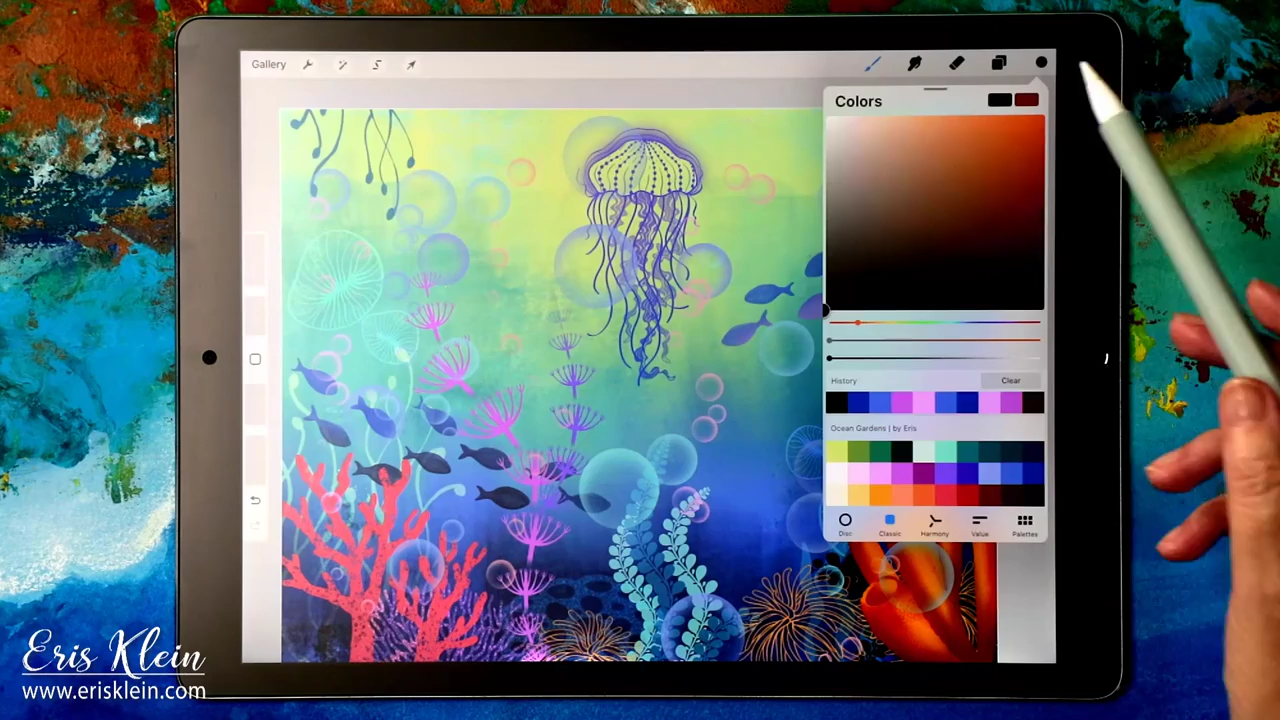 Gallery
Colors
History
Clear
Ocean Gardens | by Eris
Disc
Classic
Harmony
Value
Palettes
Eris Klein
www.erisklein.com